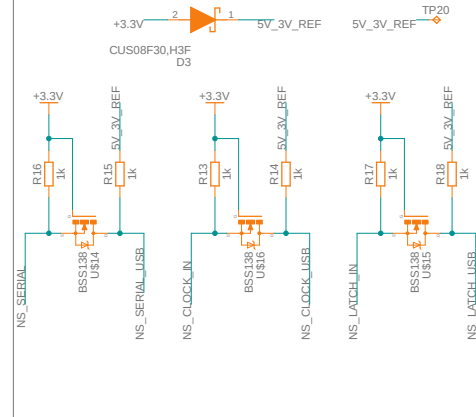 TP20
+3.3V 2 1 5V_3V_REF 5V_3V_REF
CUS08F30,H3F
D3
+3.3V 5V_3V_REF +3.3V 5V_3V_REF +3.3V 5V_3V_REF
R16 1k R15 1k R13 1k R14 1k R17 1k R18 1k
BSS138 U$14 BSS138 U$16 BSS138 U$15
NS_SERIAL NS_SERIAL_USB NS_CLOCK_IN NS_CLOCK_USB NS_LATCH_IN NS_LATCH_USB